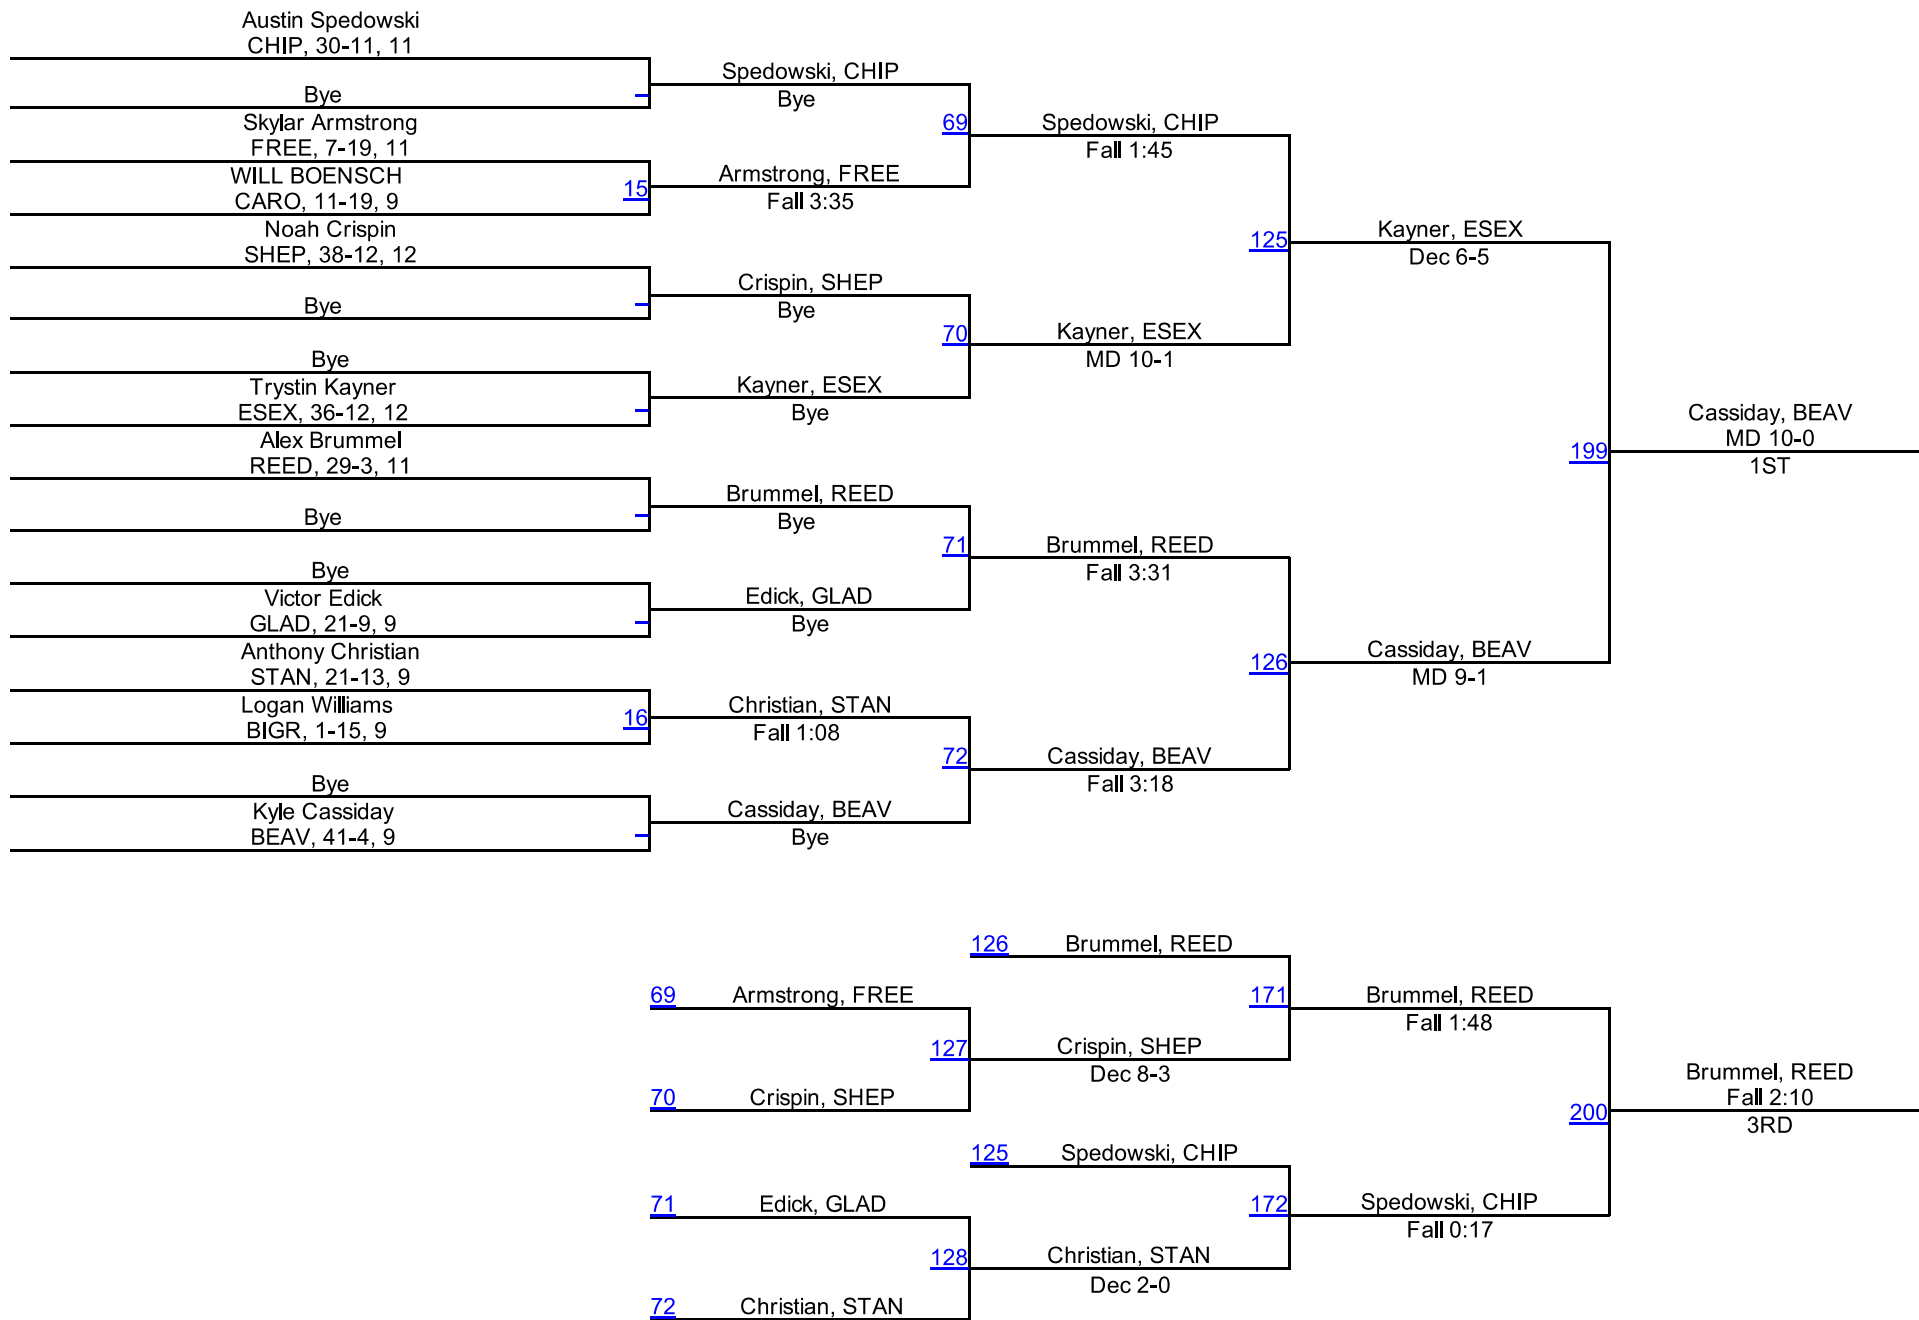 Austin Spedowski
CHIP, 30-11, 11
Bye
Skylar Armstrong
FREE, 7-19, 11
WILL BOENSCH
CARO, 11-19, 9
15
Noah Crispin
SHEP, 38-12, 12
Bye
Bye
Trystin Kayner
ESEX, 36-12, 12
Alex Brummel
REED, 29-3, 11
Bye
Bye
Victor Edick
GLAD, 21-9, 9
Anthony Christian
STAN, 21-13, 9
Logan Williams
BIGR, 1-15, 9
16
Bye
Kyle Cassiday
BEAV, 41-4, 9
Spedowski, CHIP
Bye
69
Armstrong, FREE
Fall 3:35
Crispin, SHEP
Bye
70
Kayner, ESEX
Bye
Brummel, REED
Bye
71
Edick, GLAD
Bye
Christian, STAN
Fall 1:08
72
Cassiday, BEAV
Bye
Spedowski, CHIP
Fall 1:45
125
Kayner, ESEX
MD 10-1
Brummel, REED
Fall 3:31
126
Cassiday, BEAV
Fall 3:18
Kayner, ESEX
Dec 6-5
199
Cassiday, BEAV
MD 9-1
Cassiday, BEAV
MD 10-0
1ST
69 Armstrong, FREE
127
70 Crispin, SHEP
71 Edick, GLAD
128
72 Christian, STAN
126 Brummel, REED
171
Crispin, SHEP
Dec 8-3
125 Spedowski, CHIP
172
Christian, STAN
Dec 2-0
Brummel, REED
Fall 1:48
200
Spedowski, CHIP
Fall 0:17
Brummel, REED
Fall 2:10
3RD